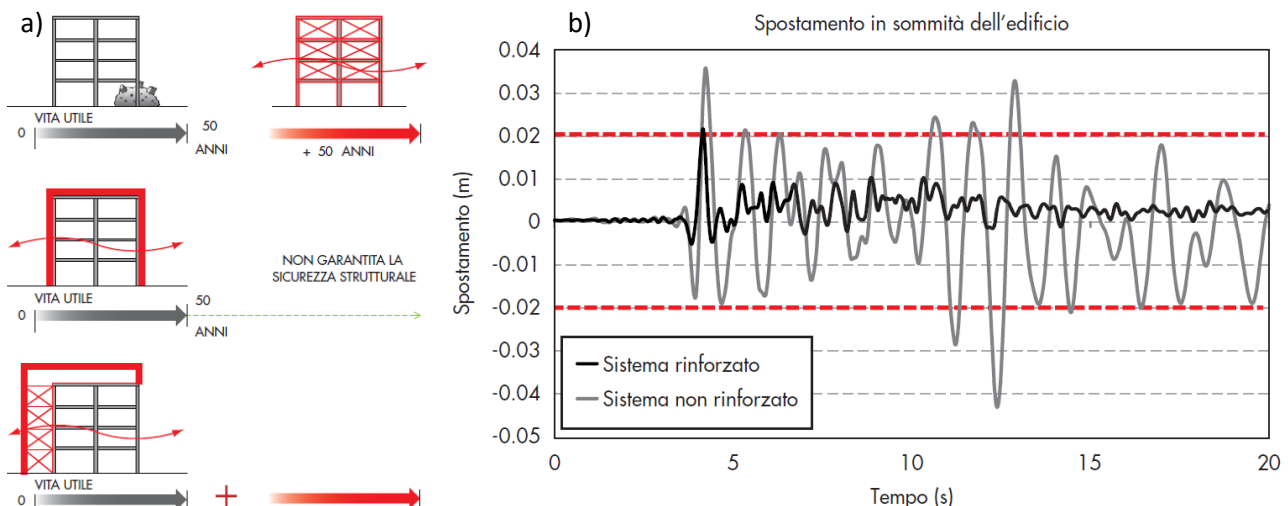 a)
VITA UTILE
0
50
ANNI
+ 50 ANNI
VITA UTILE
0
50
ANNI
NON GARANTITA LA
SICUREZZA STRUTTURALE
VITA UTILE
0
+
b)
Spostamento in sommità dell'edificio
Spostamento (m)
0.04
0.03
0.02
0.01
0
-0.01
-0.02
-0.03
-0.04
-0.05
Sistema rinforzato
Sistema non rinforzato
0 5 10 15 20
Tempo (s)